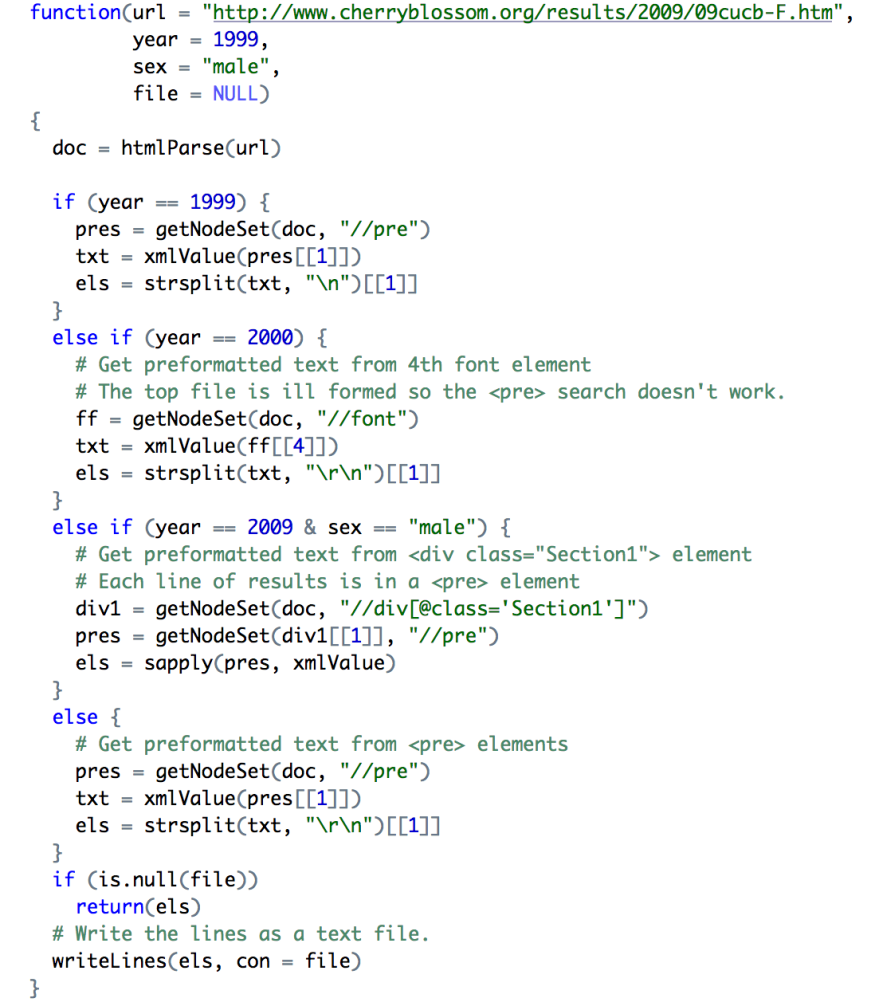 function(url = "http://www.cherryblossom.org/results/2009/09cucb-F.htm",
         year = 1999,
         sex = "male",
         file = NULL)
{
  doc = htmlParse(url)

  if (year == 1999) {
    pres = getNodeSet(doc, "//pre")
    txt = xmlValue(pres[[1]])
    els = strsplit(txt, "\n")[[1]]
  }
  else if (year == 2000) {
    # Get preformatted text from 4th font element
    # The top file is ill formed so the <pre> search doesn't work.
    ff = getNodeSet(doc, "//font")
    txt = xmlValue(ff[[4]])
    els = strsplit(txt, "\r\n")[[1]]
  }
  else if (year == 2009 & sex == "male") {
    # Get preformatted text from <div class="Section1"> element
    # Each line of results is in a <pre> element
    div1 = getNodeSet(doc, "//div[@class='Section1']")
    pres = getNodeSet(div1[[1]], "//pre")
    els = sapply(pres, xmlValue)
  }
  else {
    # Get preformatted text from <pre> elements
    pres = getNodeSet(doc, "//pre")
    txt = xmlValue(pres[[1]])
    els = strsplit(txt, "\r\n")[[1]]
  }
  if (is.null(file))
    return(els)
  # Write the lines as a text file.
  writeLines(els, con = file)
}